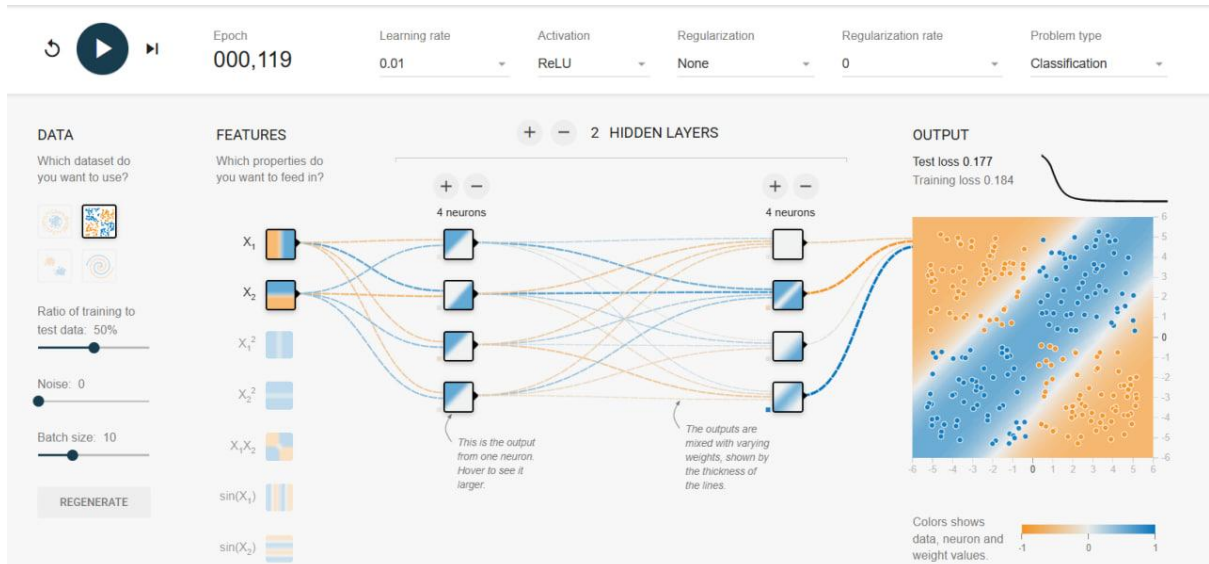 Epoch
000,119
Learning rate
0.01
Activation
ReLU
Regularization
None
Regularization rate
0
Problem type
Classification
DATA
Which dataset do
you want to use?
Ratio of training to
test data: 50%
Noise: 0
Batch size: 10
REGENERATE
FEATURES
Which properties do
you want to feed in?
X₁
X₂
X₁²
X₂²
X₁X₂
sin(X₁)
sin(X₂)
+ − 2 HIDDEN LAYERS
+ −
4 neurons
+ −
4 neurons
This is the output
from one neuron.
Hover to see it
larger.
The outputs are
mixed with varying
weights, shown by
the thickness of
the lines.
OUTPUT
Test loss 0.177
Training loss 0.184
6
5
4
3
2
1
0
-1
-2
-3
-4
-5
-6
-6 -5 -4 -3 -2 -1 0 1 2 3 4 5 6
Colors shows
data, neuron and
weight values.
-1 0 1